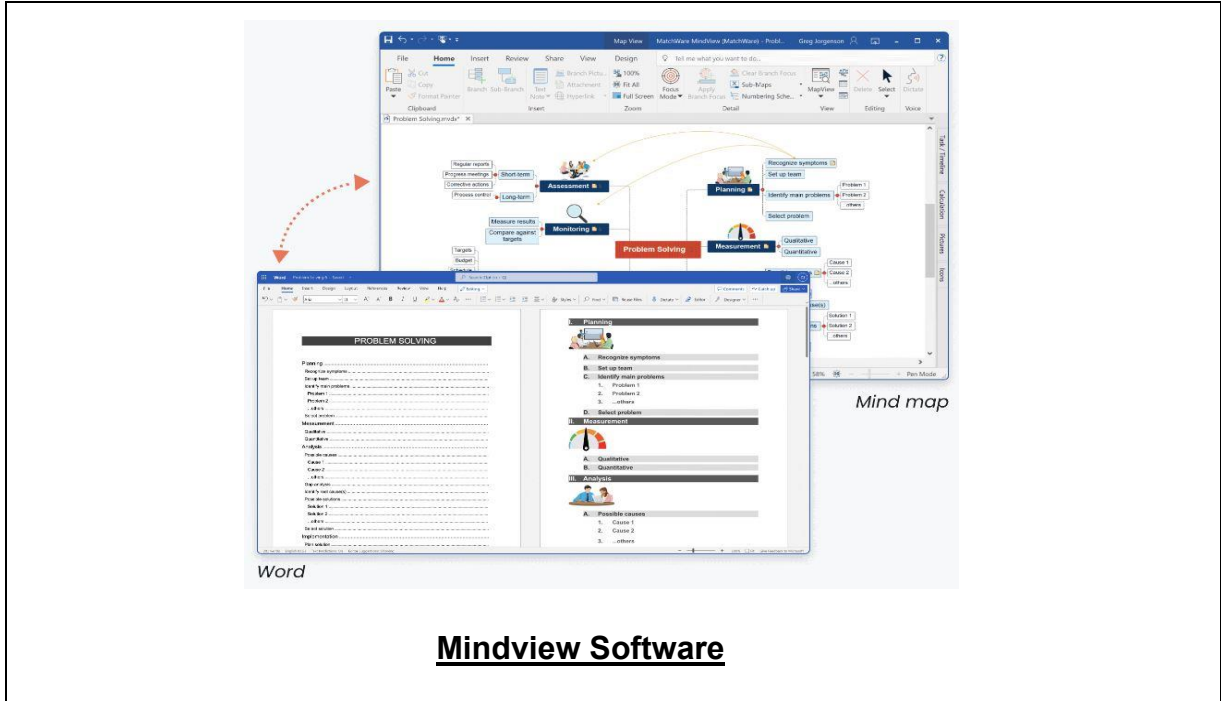 Map View MatchWare MindView (MatchWare) - Probl.. Greg Jorgenson
File Home Insert Review Share View Design Tell me what you want to do...
Paste
Cut
Copy
Format Painter
Clipboard
Branch Sub-Branch
Text
Note
Branch Pictu..
Attachment
Hyperlink
Insert
100%
Fit All
Full Screen
Zoom
Focus
Mode
Apply
Branch Focus
Clear Branch Focus
Sub-Maps
Numbering Sche...
Detail
MapView
View
Delete Select
Editing
Dictate
Voice
Problem Solving.mvdx*
Task / Timeline
Calculation
Pictures
Icons
Regular reports
Progress meetings
Corrective actions
Process control
Short-term
Long-term
Assessment
Measure results
Compare against
targets
Monitoring
Targets
Budget
Schedule
Problem Solving
Planning
Recognize symptoms
Set up team
Identify main problems
Problem 1
Problem 2
...others
Select problem
Measurement
Qualitative
Quantitative
Cause 1
Cause 2
...others
Solution 1
Solution 2
...others
58%
Pen Mode
Mind map
Word
Home Insert Draw Layout References Review View Help Editing
PROBLEM SOLVING
Planning
Recognize symptoms
Set up team
Identify main problems
Problem 1
Problem 2
...others
Select problem
Measurement
Qualitative
Quantitative
Analysis
Possible causes
Cause 1
Cause 2
...others
Gap analysis
Identify root cause(s)
Possible solutions
Solution 1
Solution 2
...others
Select solution
Implementation
Plan solution
I. Planning
A. Recognize symptoms
B. Set up team
C. Identify main problems
1. Problem 1
2. Problem 2
3. ...others
D. Select problem
II. Measurement
A. Qualitative
B. Quantitative
III. Analysis
A. Possible causes
1. Cause 1
2. Cause 2
3. ...others
Word
Mindview Software